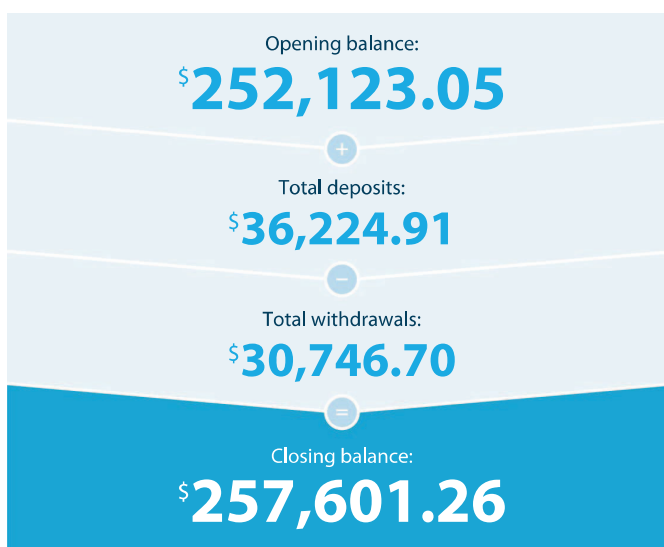 Opening balance:
$252,123.05
+
Total deposits:
$36,224.91
−
Total withdrawals:
$30,746.70
=
Closing balance:
$257,601.26